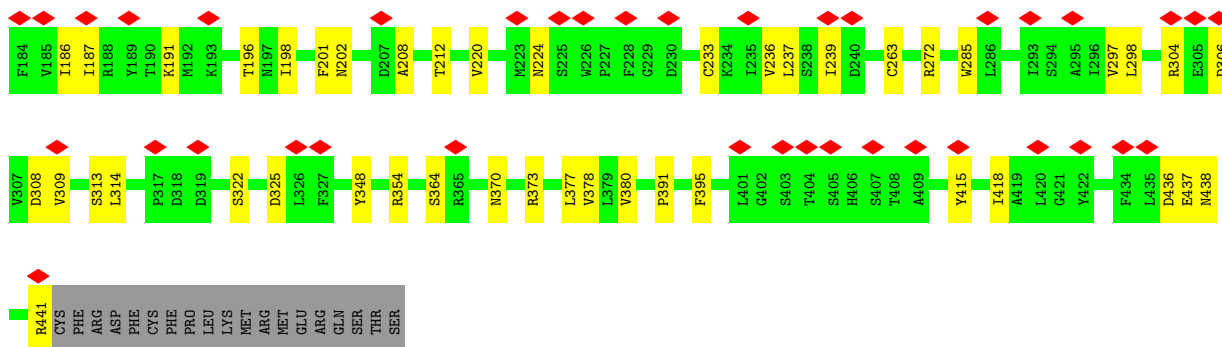 F184 V185 I186 I187 R188 Y189 T190 K191 M192 K193 T196 N197 I198 F201 N202 D207 A208 T212 V220 M223 N224 S225 W226 P227 F228 G229 D230 C233 K234 I235 V236 L237 S238 I239 D240 C263 R272 W285 L286 I293 S294 A295 I296 V297 L298 R304 E305
V307 D308 V309 S313 L314 P317 D318 D319 S322 D325 L326 F327 Y348 R354 S364 R365 N370 R373 L377 V378 L379 V380 P391 F395 L401 G402 S403 T404 S405 H406 S407 T408 A409 Y415 I418 A419 L420 G421 Y422 F434 L435 D436 E437 N438
R441 CYS PHE ARG ASP PHE CYS PHE PRO LEU LYS MET ARG MET GLU ARG GLN SER THR SER